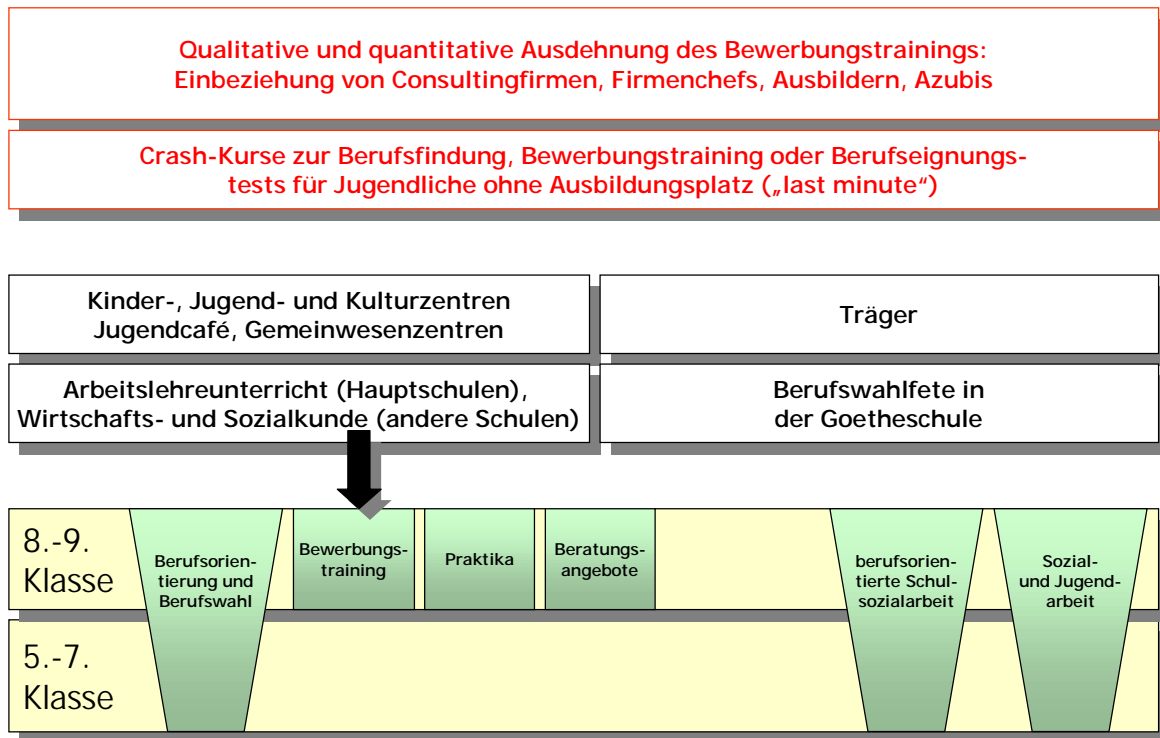 Qualitative und quantitative Ausdehnung des Bewerbungstrainings:
Einbeziehung von Consultingfirmen, Firmenchefs, Ausbildern, Azubis
Crash-Kurse zur Berufsfindung, Bewerbungstraining oder Berufseignungs-
tests für Jugendliche ohne Ausbildungsplatz („last minute“)
Kinder-, Jugend- und Kulturzentren
Jugendcafé, Gemeinwesenzentren
Träger
Arbeitslehreunterricht (Hauptschulen),
Wirtschafts- und Sozialkunde (andere Schulen)
Berufswahlfete in
der Goetheschule
8.-9.
Klasse
Berufsorien-
tierung und
Berufswahl
Bewerbungs-
training
Praktika
Beratungs-
angebote
berufsorien-
tierte Schul-
sozialarbeit
Sozial-
und Jugend-
arbeit
5.-7.
Klasse